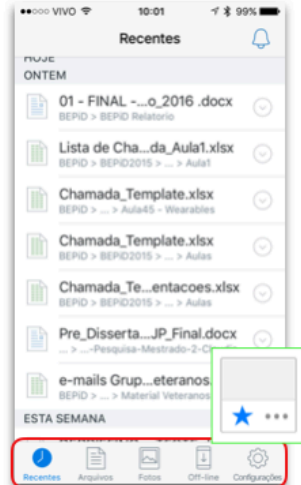 ●●○○○ VIVO 10:01 99%
Recentes
HOJE
ONTEM
01 - FINAL -...o_2016 .docx
BEPiD > BEPiD Relatorio
Lista de Cha...da_Aula1.xlsx
BEPiD > BEPiD2015 > ... > Aula1
Chamada_Template.xlsx
BEPiD > ... > Aula45 - Wearables
Chamada_Template.xlsx
BEPiD > BEPiD2015 > ... > Aulas
Chamada_Te...entacoes.xlsx
BEPiD > BEPiD2015 > ... > Aulas
Pre_Disserta...JP_Final.docx
... > ...-Pesquisa-Mestrado-2-
e-mails Grup...eteranos.
BEPiD > ... > Material Veteranos
ESTA SEMANA
Recentes Arquivos Fotos Off-line Configurações